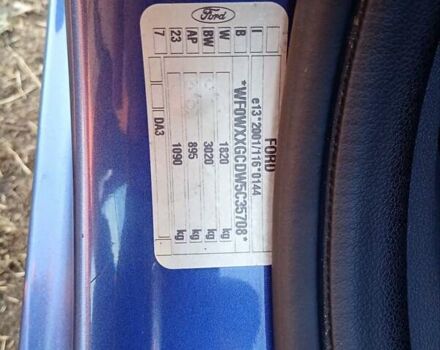 Ford
FORD
e13*2001/116*0144
*WF0WXXGCDW5C35708*
1820 kg
3020 kg
895 kg
1090 kg
I B W BW AP 23 7
DA3